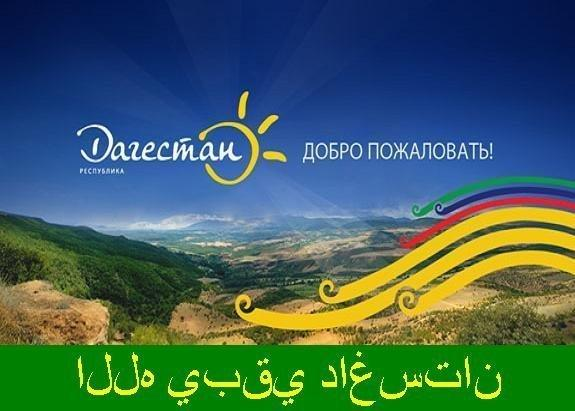 Дагестан
РЕСПУБЛИКА
ДОБРО ПОЖАЛОВАТЬ!
الله يبقي داغستان